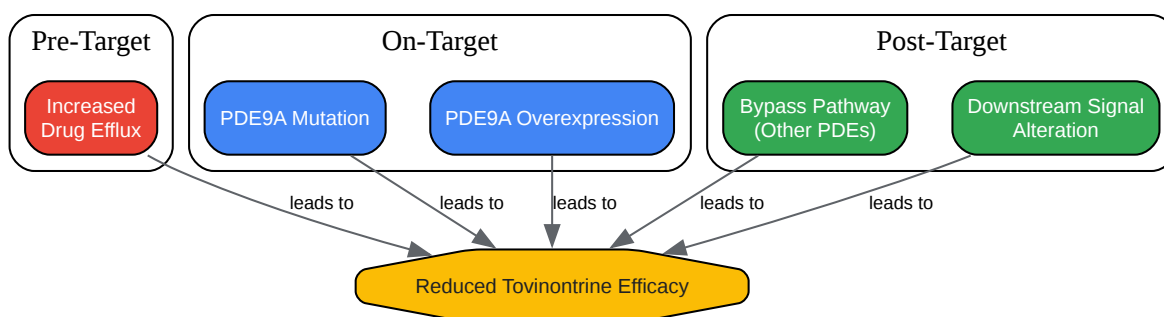 Pre-Target
On-Target
Post-Target
Increased
Drug Efflux
PDE9A Mutation
PDE9A Overexpression
Bypass Pathway
(Other PDEs)
Downstream Signal
Alteration
leads to
leads to
leads to
leads to
leads to
Reduced Tovinontrine Efficacy